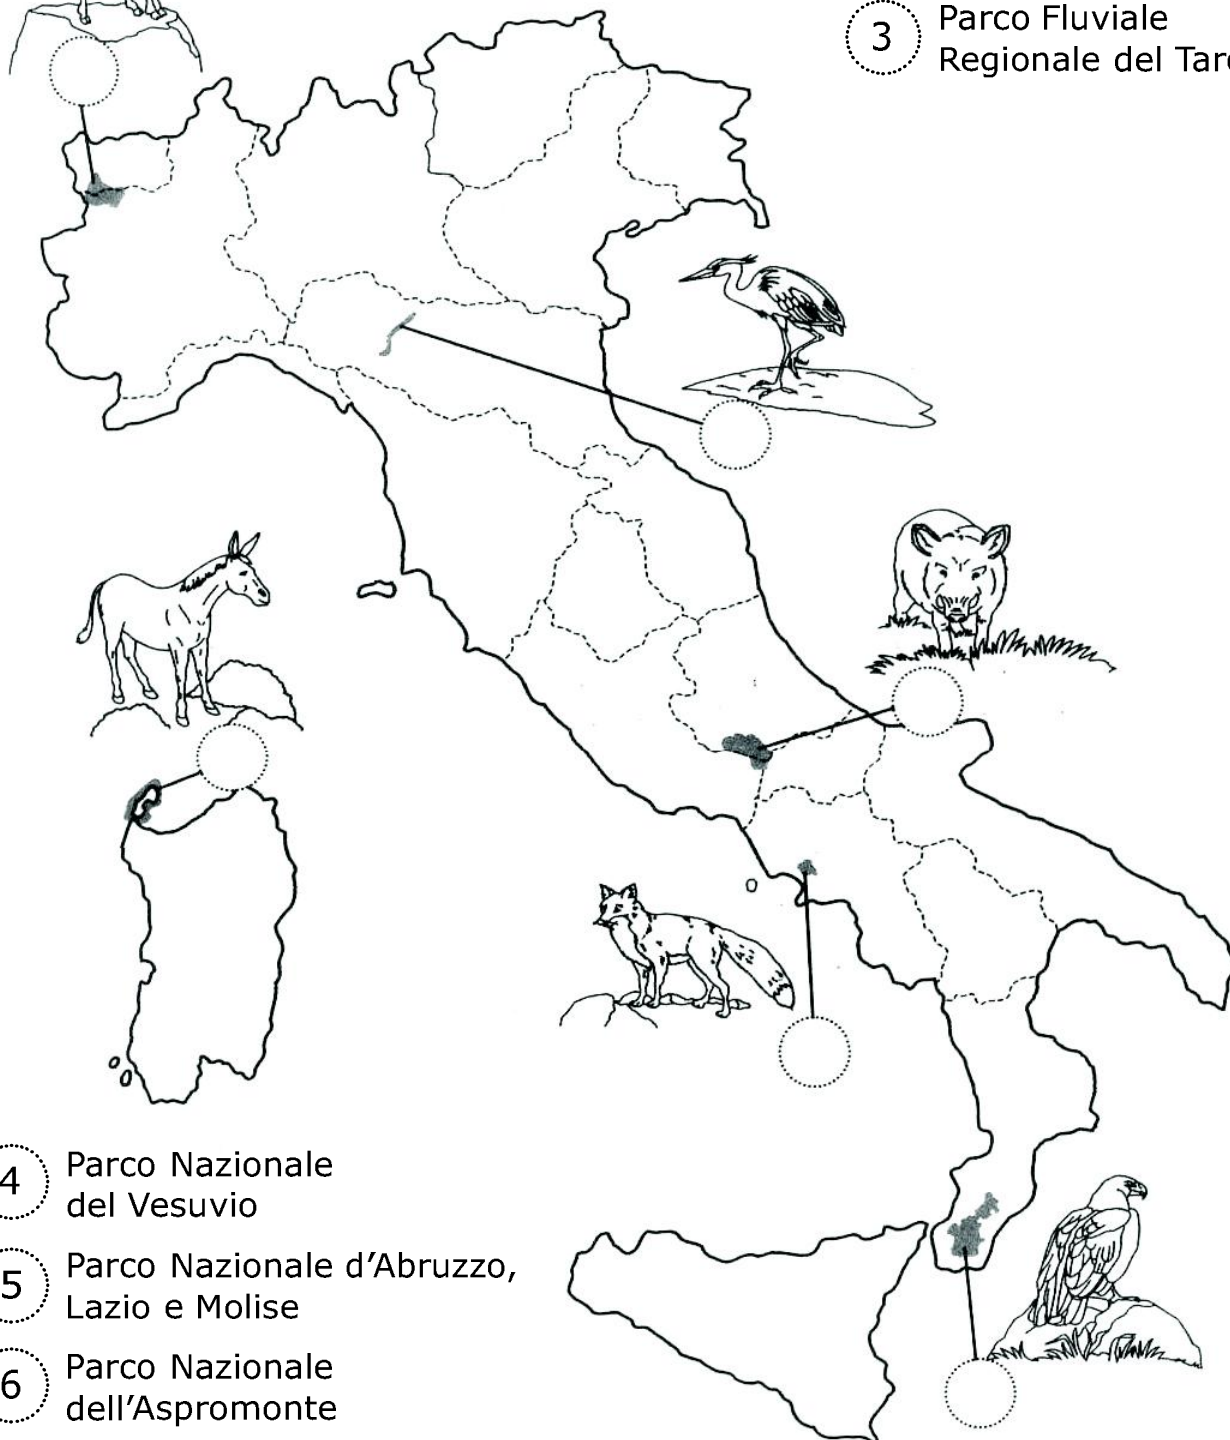 3 Parco Fluviale
Regionale del
4 Parco Nazionale
del Vesuvio
5 Parco Nazionale d'Abruzzo,
Lazio e Molise
6 Parco Nazionale
dell'Aspromonte